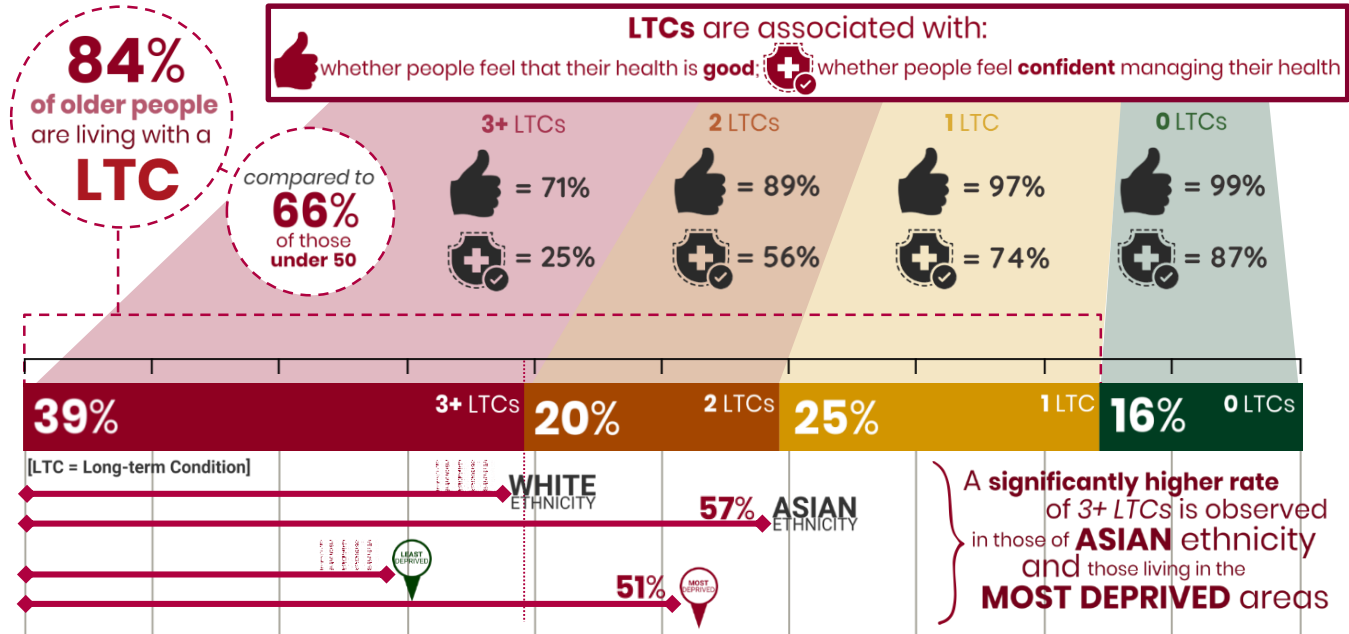 84%
of older people
are living with a
LTC
compared to
66%
of those
under 50
LTCs are associated with:
whether people feel that their health is good; whether people feel confident managing their health
3+ LTCs
= 71%
= 25%
2 LTCs
= 89%
= 56%
1 LTC
= 97%
= 74%
0 LTCs
= 99%
= 87%
39% 3+ LTCs
20% 2 LTCs
25% 1 LTC
16% 0 LTCs
[LTC = Long-term Condition]
WHITE
ETHNICITY
57% ASIAN
ETHNICITY
LEAST
DEPRIVED
51% MOST
DEPRIVED
A significantly higher rate
of 3+ LTCs is observed
in those of ASIAN ethnicity
and those living in the
MOST DEPRIVED areas